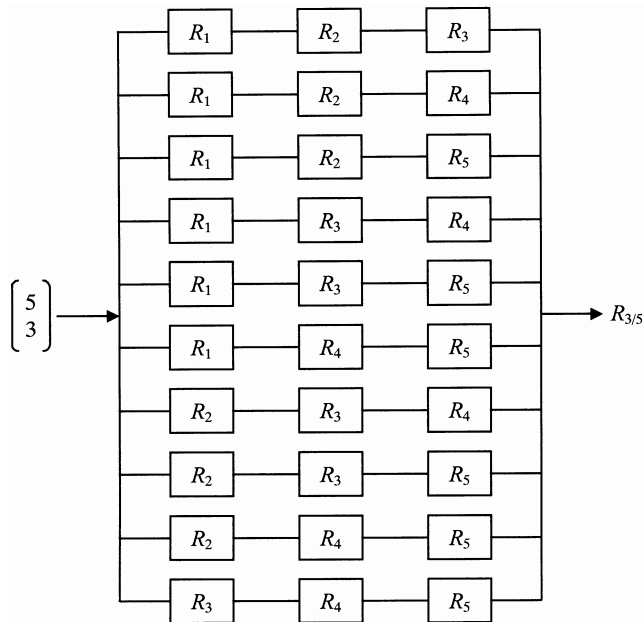 R₁ R₂ R₃
R₁ R₂ R₄
R₁ R₂ R₅
R₁ R₃ R₄
R₁ R₃ R₅
5
3
R₃/₅
R₁ R₄ R₅
R₂ R₃ R₄
R₂ R₃ R₅
R₂ R₄ R₅
R₃ R₄ R₅